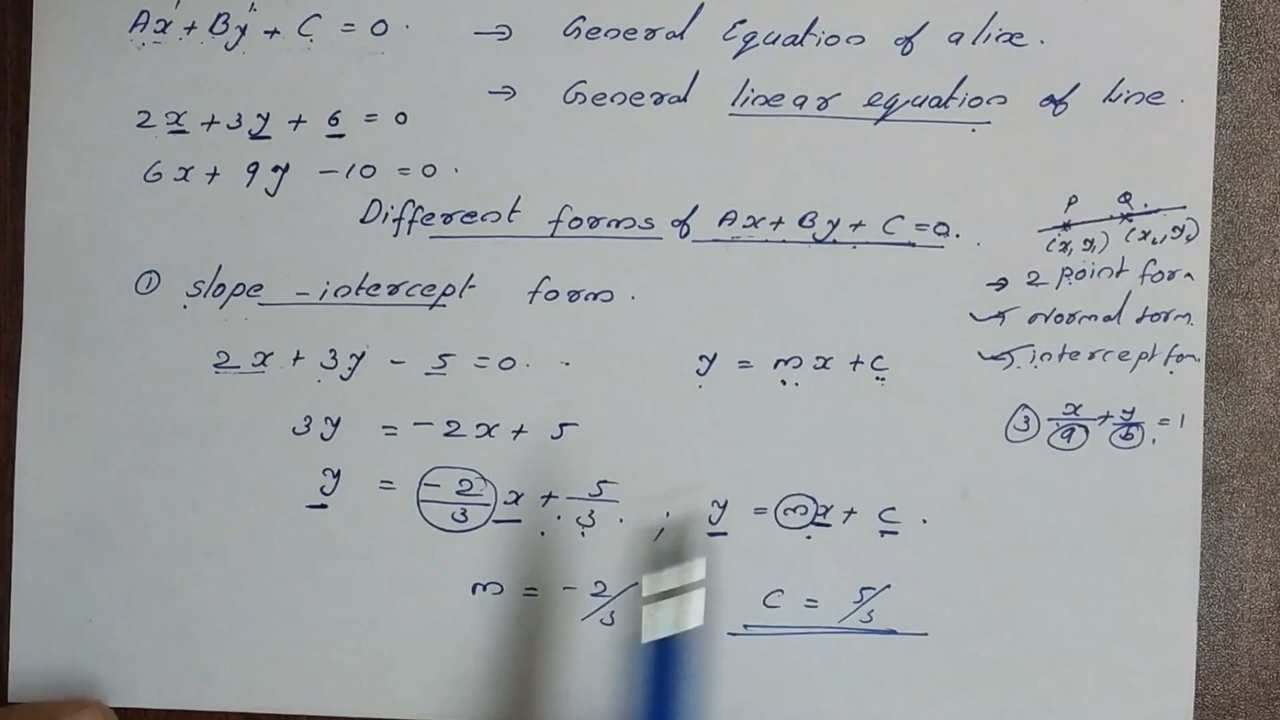 Ax + By + C = 0. → General Equation of a line.
→ General linear equation of line.
2x + 3y + 6 = 0
6x + 9y - 10 = 0.
Different forms of Ax + By + C = 0.
P Q.
(x, y₁) (x₂, y₂)
→ 2 point form
① slope - intercept form.
Normal form.
intercept for.
2x + 3y - 5 = 0. y = mx + c
3y = -2x + 5
③ x/a + y/b = 1
y = -2/3 x + 5/3 . ; y = mx + c .
m = -2/3 C = 5/3